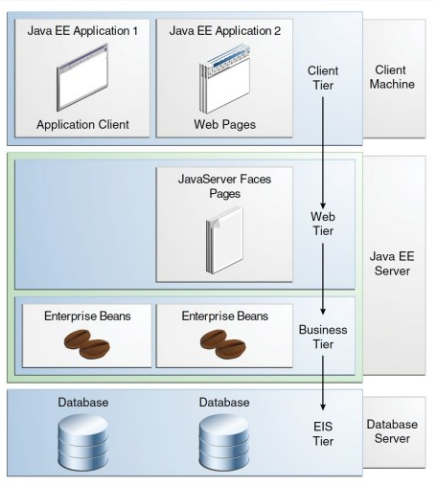 Java EE Application 1
Java EE Application 2
Application Client
Web Pages
Client
Tier
Client
Machine
JavaServer Faces
Pages
Web
Tier
Java EE
Server
Enterprise Beans
Enterprise Beans
Business
Tier
Database
Database
EIS
Tier
Database
Server